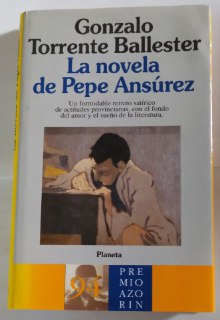 Gonzalo
Torrente Ballester
La novela
de Pepe Ansúrez
Un formidable retrato satírico
de actitudes provincianas, con el fondo
del amor y el sueño de la literatura.
Planeta
94
PRE
MIO AZO
RIN